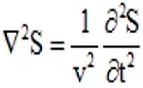 ∇²S = 1/v² ∂²S/∂t²